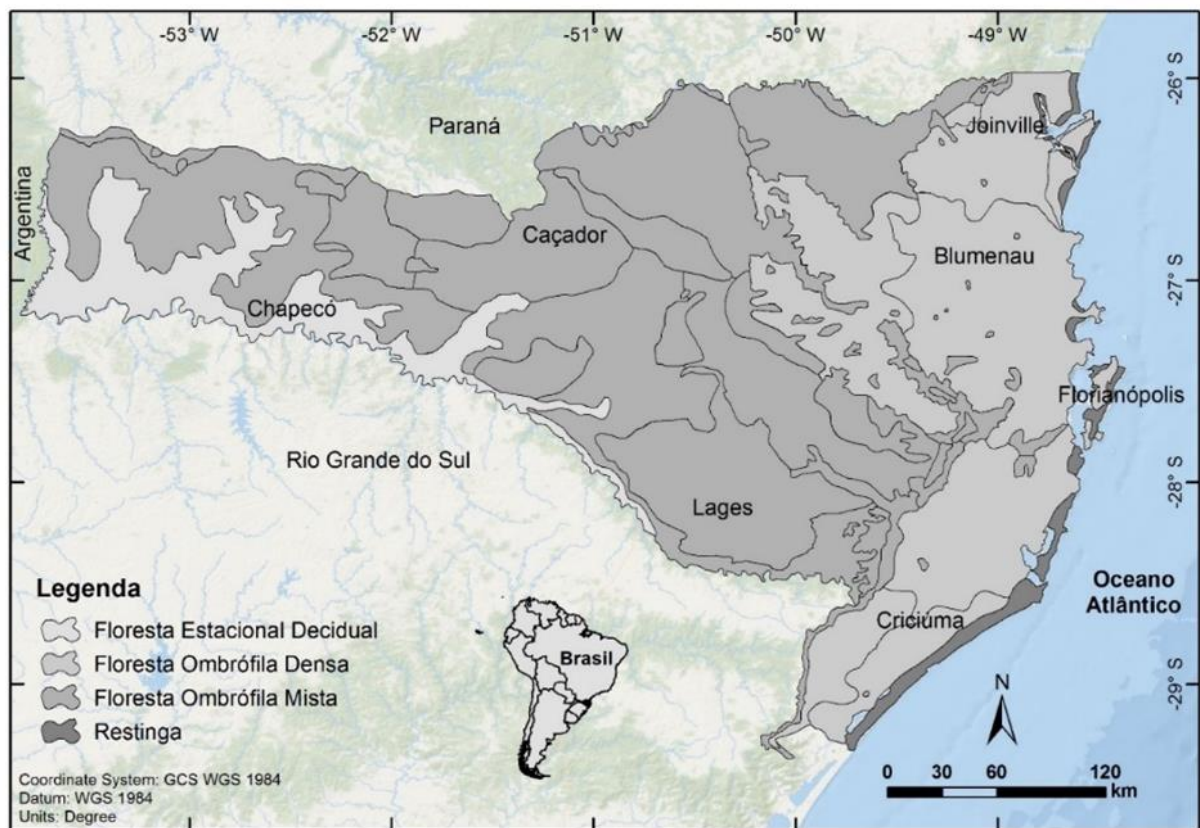 -53° W
-52° W
-51° W
-50° W
-49° W
-26° S
-27° S
-28° S
-29° S
Argentina
Paraná
Joinville
Caçador
Blumenau
Chapecó
Florianópolis
Rio Grande do Sul
Lages
Criciúma
Oceano
Atlântico
Legenda
Floresta Estacional Decidual
Floresta Ombrófila Densa
Floresta Ombrófila Mista
Restinga
Brasil
N
0 30 60 120
km
Coordinate System: GCS WGS 1984
Datum: WGS 1984
Units: Degree